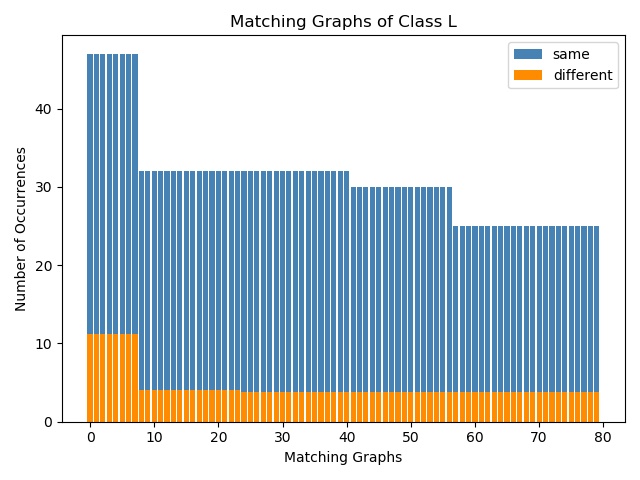 Matching Graphs of Class L
same
different
Number of Occurrences
40
30
20
10
0
0 10 20 30 40 50 60 70 80
Matching Graphs